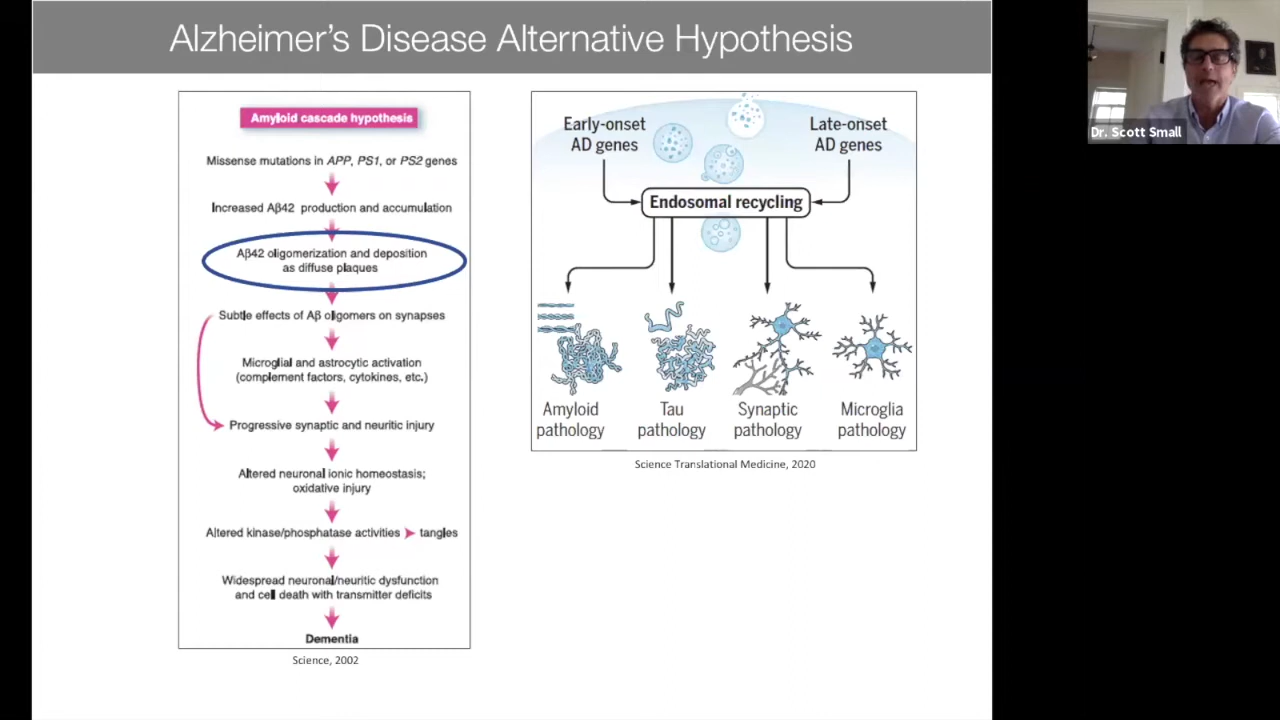 Alzheimer's Disease Alternative Hypothesis
Amyloid cascade hypothesis
Missense mutations in APP, PS1, or PS2 genes
Increased Aβ42 production and accumulation
Aβ42 oligomerization and deposition
as diffuse plaques
Subtle effects of Aβ oligomers on synapses
Microglial and astrocytic activation
(complement factors, cytokines, etc.)
Progressive synaptic and neuritic injury
Altered neuronal ionic homeostasis;
oxidative injury
Altered kinase/phosphatase activities ➤ tangles
Widespread neuronal/neuritic dysfunction
and cell death with transmitter deficits
Dementia
Science, 2002
Early-onset
AD genes
Late-onset
AD genes
Endosomal recycling
Amyloid
pathology
Tau
pathology
Synaptic
pathology
Microglia
pathology
Science Translational Medicine, 2020
Dr. Scott Small